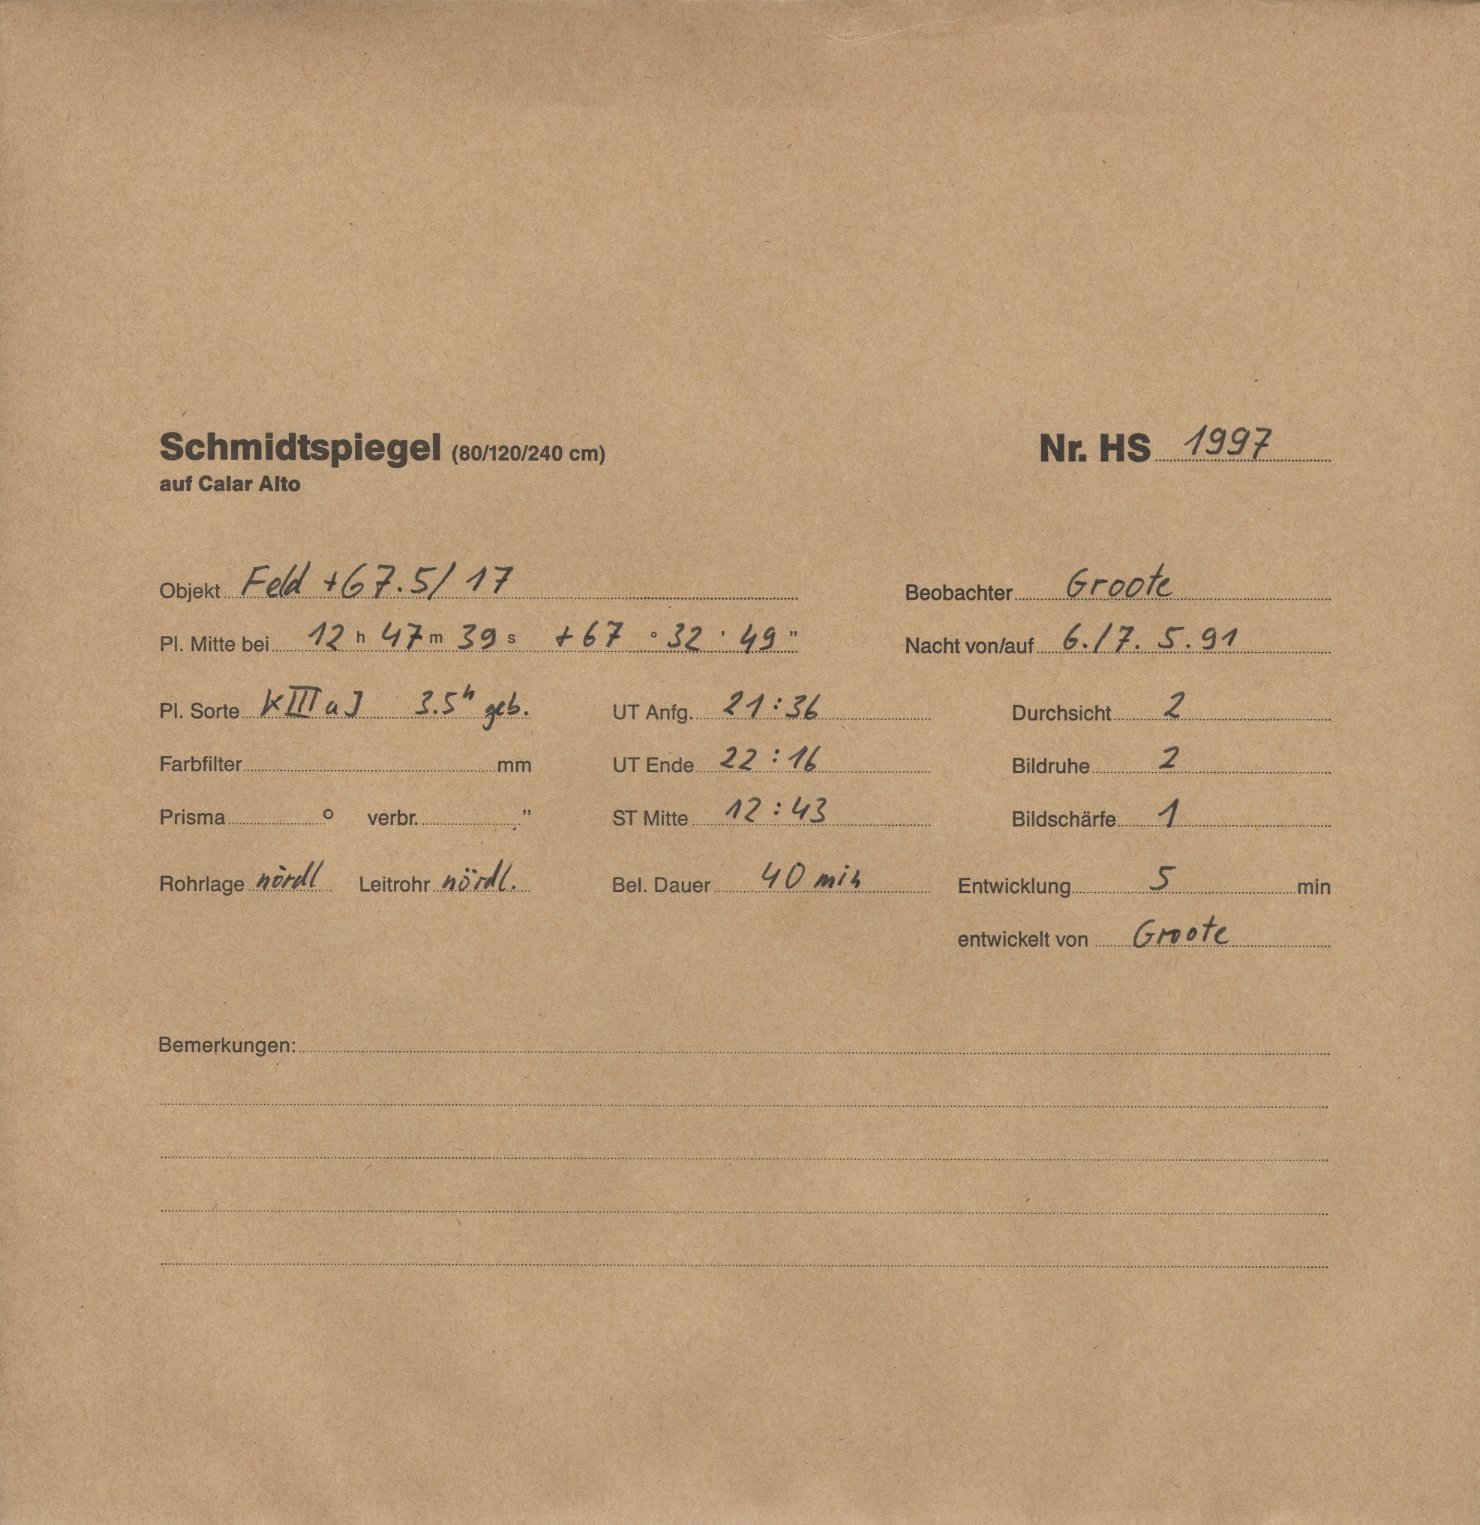 Schmidtspiegel (80/120/240 cm) Nr. HS 1997
auf Calar Alto
Objekt Feld +67.5/17 Beobachter Groote
Pl. Mitte bei 12 h 47 m 39 s +67 ° 32 ' 49 " Nacht von/auf 6./7. 5. 91
Pl. Sorte KIIIaJ 3.5h geb. UT Anfg. 21:36 Durchsicht 2
Farbfilter mm UT Ende 22:16 Bildruhe 2
Prisma ° verbr. " ST Mitte 12:43 Bildschärfe 1
Rohrlage nördl Leitrohr nördl. Bel. Dauer 40 min Entwicklung 5 min
entwickelt von Groote
Bemerkungen: